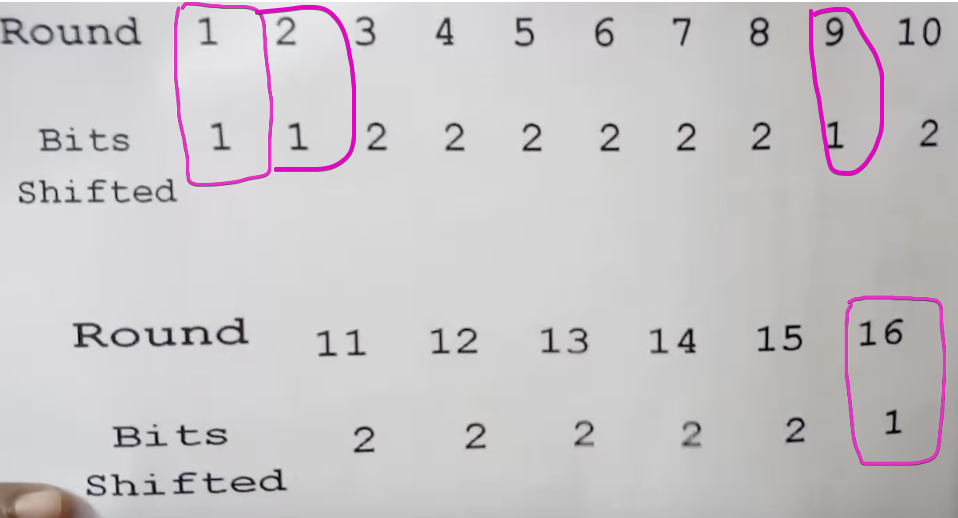 Round 1 2 3 4 5 6 7 8 9 10
Bits 1 1 2 2 2 2 2 2 1 2
Shifted
Round 11 12 13 14 15 16
Bits 2 2 2 2 2 1
Shifted